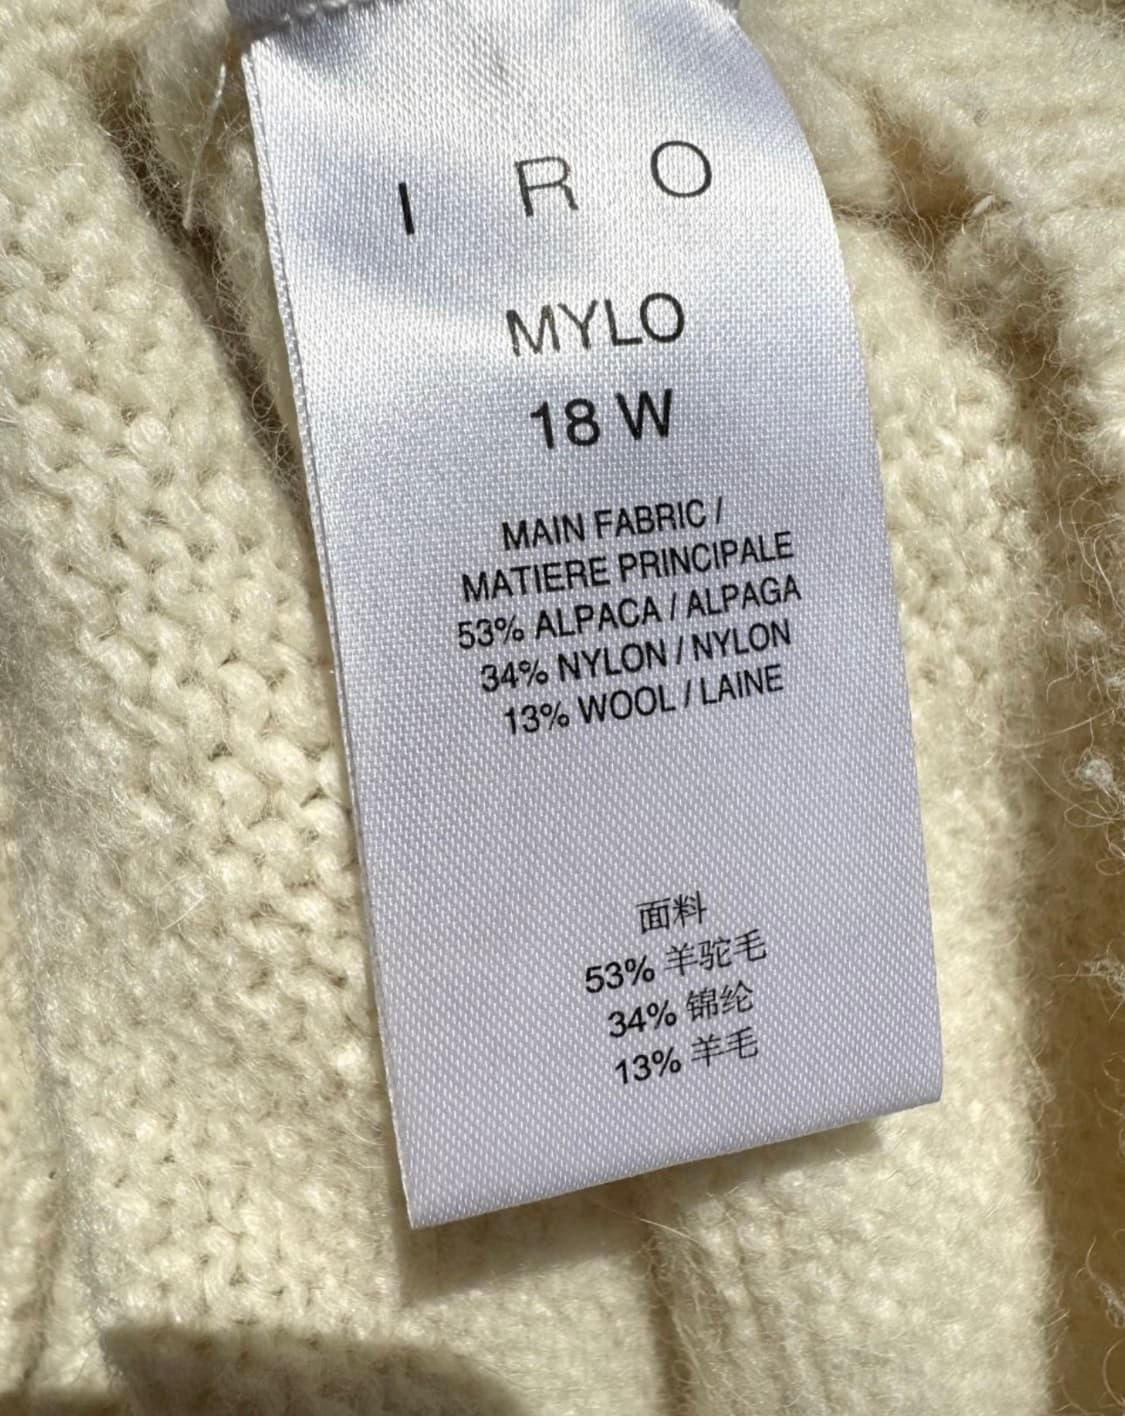 I R O
MYLO
18 W
MAIN FABRIC /
MATIERE PRINCIPALE
53% ALPACA / ALPAGA
34% NYLON / NYLON
13% WOOL / LAINE
面料
53% 羊驼毛
34% 锦纶
13% 羊毛